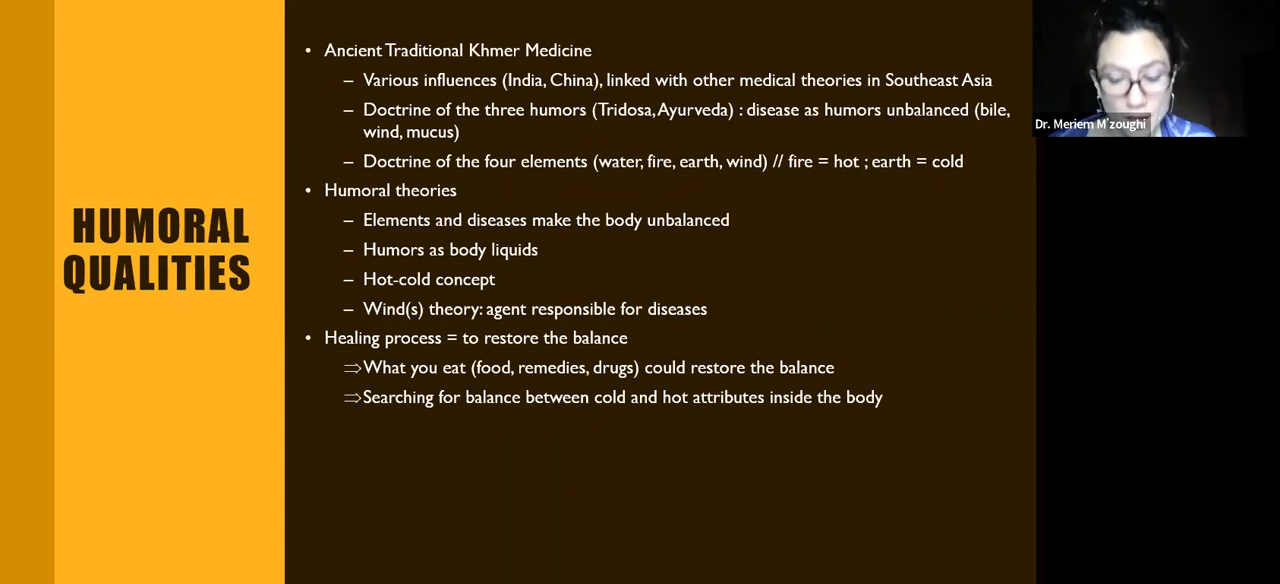 HUMORAL
QUALITIES
• Ancient Traditional Khmer Medicine
– Various influences (India, China), linked with other medical theories in Southeast Asia
– Doctrine of the three humors (Tridosa, Ayurveda) : disease as humors unbalanced (bile,
wind, mucus)
– Doctrine of the four elements (water, fire, earth, wind) // fire = hot ; earth = cold
• Humoral theories
– Elements and diseases make the body unbalanced
– Humors as body liquids
– Hot-cold concept
– Wind(s) theory: agent responsible for diseases
• Healing process = to restore the balance
⇒What you eat (food, remedies, drugs) could restore the balance
⇒Searching for balance between cold and hot attributes inside the body
Dr. Meriem M'zoughi